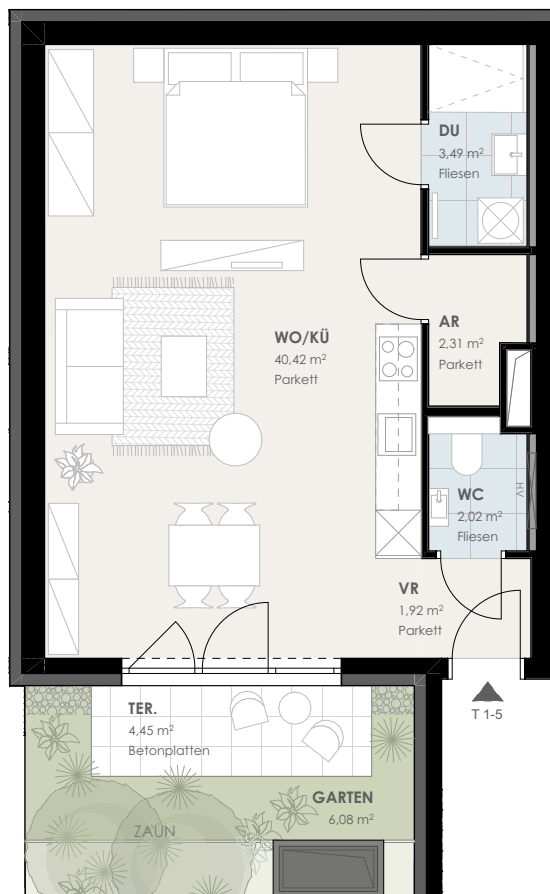 DU
3,49 m²
Fliesen
WO/KÜ
40,42 m²
Parkett
AR
2,31 m²
Parkett
HV
WC
2,02 m²
Fliesen
VR
1,92 m²
Parkett
TER.
4,45 m²
Betonplatten
T 1-5
GARTEN
6,08 m²
ZAUN